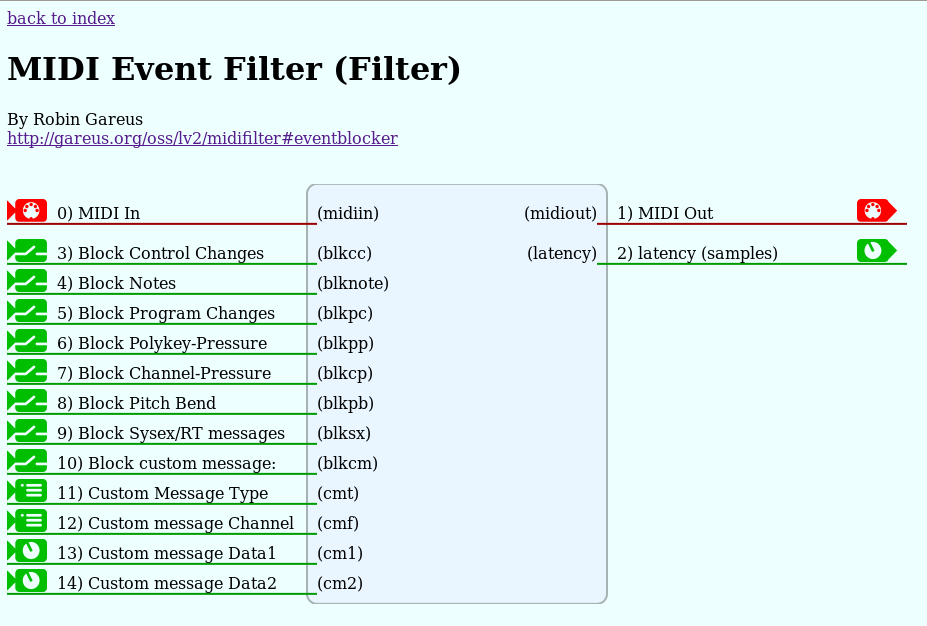 back to index
MIDI Event Filter (Filter)
By Robin Gareus
http://gareus.org/oss/lv2/midifilter#eventblocker
0) MIDI In (midiin) (midiout) 1) MIDI Out
3) Block Control Changes (blkcc) (latency) 2) latency (samples)
4) Block Notes (blknote)
5) Block Program Changes (blkpc)
6) Block Polykey-Pressure (blkpp)
7) Block Channel-Pressure (blkcp)
8) Block Pitch Bend (blkpb)
9) Block Sysex/RT messages (blksx)
10) Block custom message: (blkcm)
11) Custom Message Type (cmt)
12) Custom message Channel (cmf)
13) Custom message Data1 (cm1)
14) Custom message Data2 (cm2)